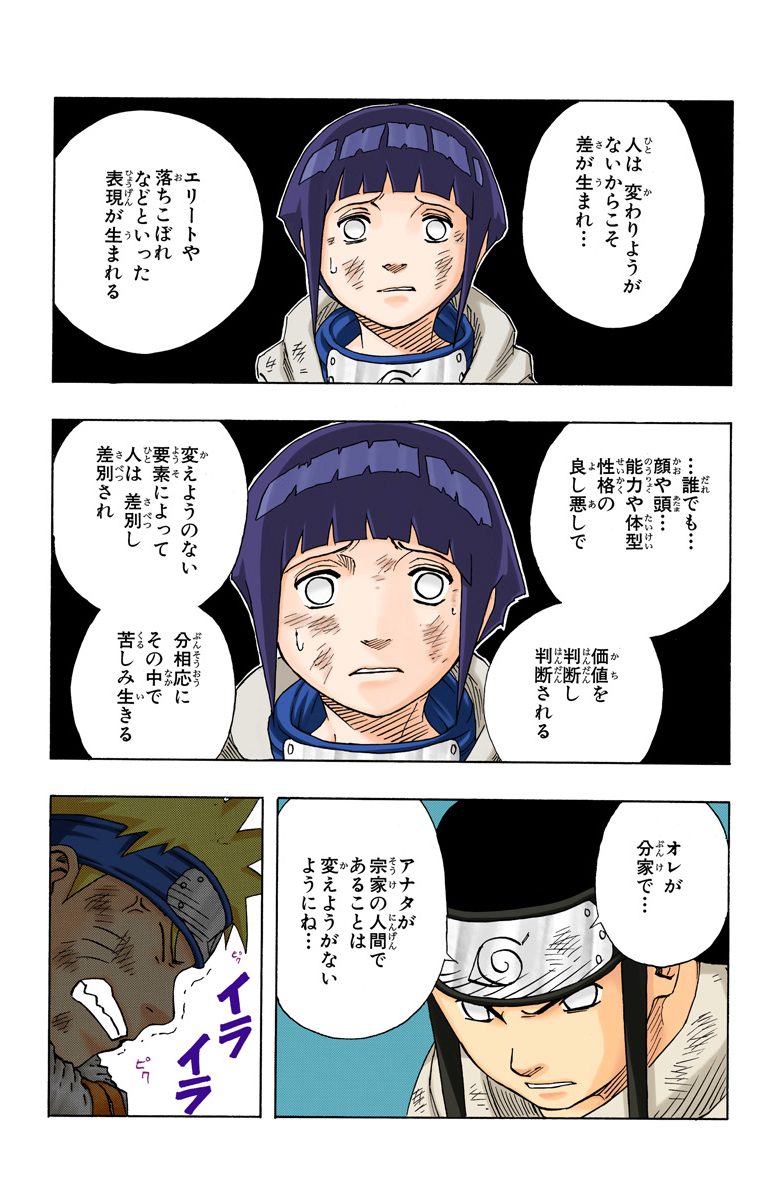 人は 変わりようが
ないからこそ
差が生まれ…
エリートや
落ちこぼれ
などといった
表現が生まれる
…誰でも…
顔や頭…
能力や体型
性格の
良し悪しで
価値を
判断し
判断される
変えようのない
要素によって
人は 差別し
差別され
分相応に
その中で
苦しみ生きる
オレが
分家で…
アナタが
宗家の人間で
あることは
変えようがない
ようにね…
ピク
イラ
イラ
ピク